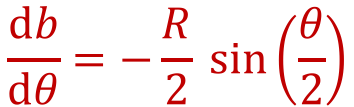 db/dθ = − R/2 sin(θ/2)